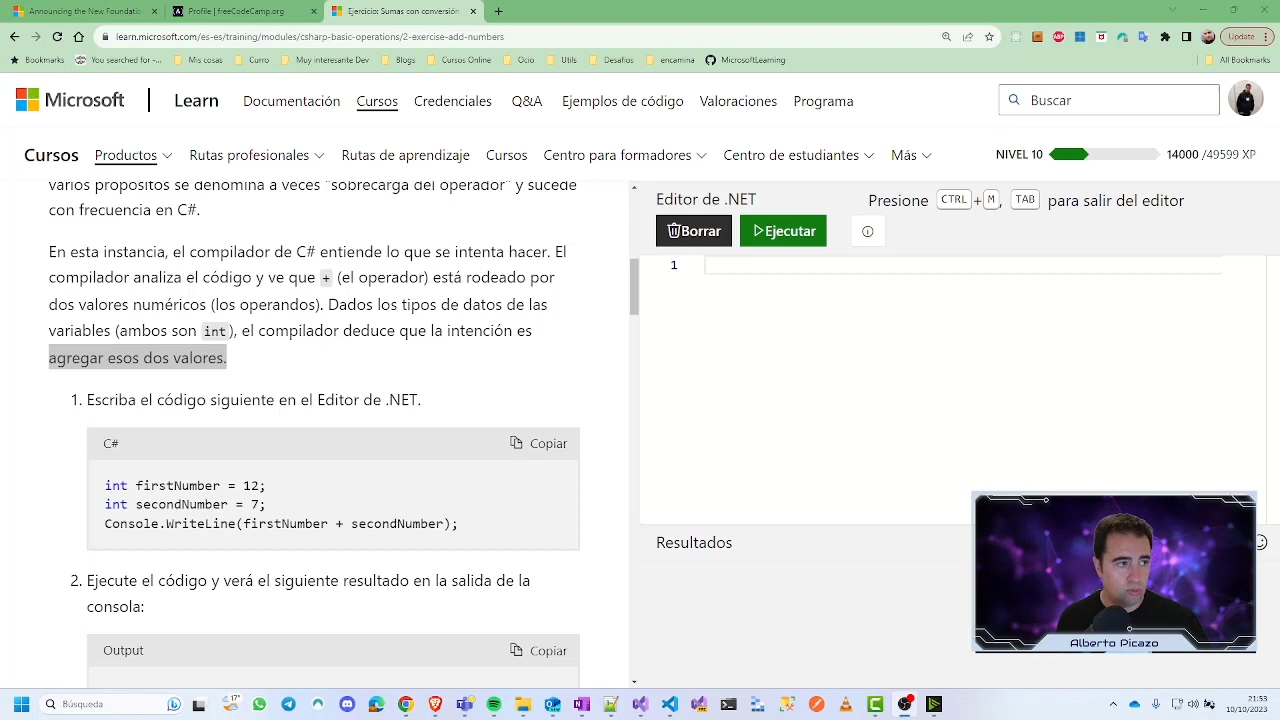 Announcing the New Foundatio
Profile | freeCodeCamp.org
Ejercicio: Sumas con conversión
learn.microsoft.com/es-es/training/modules/csharp-basic-operations/2-exercise-add-numbers
Update
Bookmarks
You searched for -...
Mis cosas
Curro
Muy interesante Dev
Blogs
Cursos Online
Ocio
Utils
Desafios
encamina
MicrosoftLearning
All Bookmarks
Microsoft
Learn
Documentación
Cursos
Credenciales
Q&A
Ejemplos de código
Valoraciones
Programa
Buscar
Cursos
Productos
Rutas profesionales
Rutas de aprendizaje
Cursos
Centro para formadores
Centro de estudiantes
Más
NIVEL 10
14000 /49599 XP
varios propósitos se denomina a veces "sobrecarga del operador" y sucede
con frecuencia en C#.
En esta instancia, el compilador de C# entiende lo que se intenta hacer. El
compilador analiza el código y ve que + (el operador) está rodeado por
dos valores numéricos (los operandos). Dados los tipos de datos de las
variables (ambos son int), el compilador deduce que la intención es
agregar esos dos valores.
1. Escriba el código siguiente en el Editor de .NET.
C#
Copiar
int firstNumber = 12;
int secondNumber = 7;
Console.WriteLine(firstNumber + secondNumber);
2. Ejecute el código y verá el siguiente resultado en la salida de la
consola:
Output
Copiar
Editor de .NET
Presione CTRL + M, TAB para salir del editor
Borrar
Ejecutar
1
Resultados
Alberto Picazo
Búsqueda
17°
21:53
10/10/2023